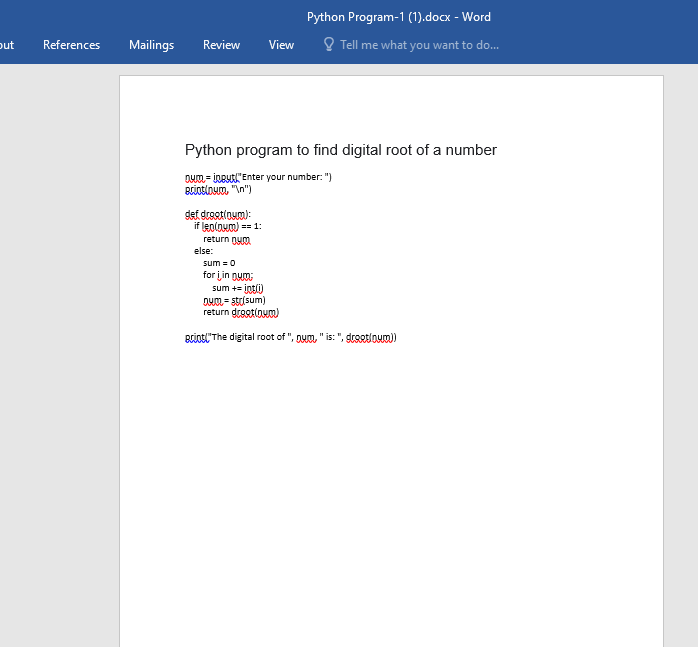 Python Program-1 (1).docx - Word
out References Mailings Review View Tell me what you want to do...
Python program to find digital root of a number
num = input("Enter your number: ")
print(num, "\n")
def droot(num):
if len(num) == 1:
return num
else:
sum = 0
for i in num:
sum += int(i)
num = str(sum)
return droot(num)
print("The digital root of ", num, " is: ", droot(num))